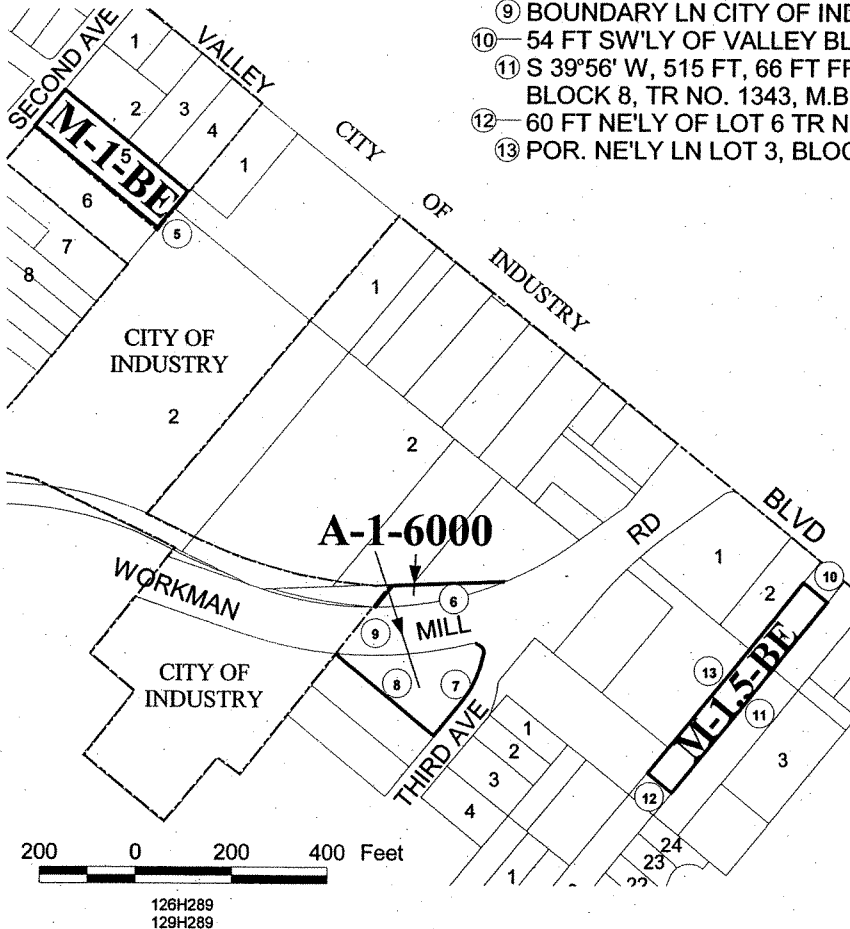 ⑨ BOUNDARY LN CITY OF IND
⑩ 54 FT SW'LY OF VALLEY BL
⑪ S 39°56' W, 515 FT, 66 FT FF
BLOCK 8, TR NO. 1343, M.B
⑫ 60 FT NE'LY OF LOT 6 TR N
⑬ POR. NE'LY LN LOT 3, BLOC
SECOND AVE
VALLEY
1
2
3
4
1
M-1-BE
5
6
⑤
7
8
CITY
OF
INDUSTRY
1
CITY OF
INDUSTRY
2
2
A-1-6000
RD
BLVD
1
2
⑩
WORKMAN
⑥
⑨
MILL
CITY OF
INDUSTRY
⑧
⑦
⑬
M-1.5-BE
⑪
3
THIRD AVE
1
2
3
4
⑫
24
23
22
1
200
0
200
400 Feet
126H289
129H289